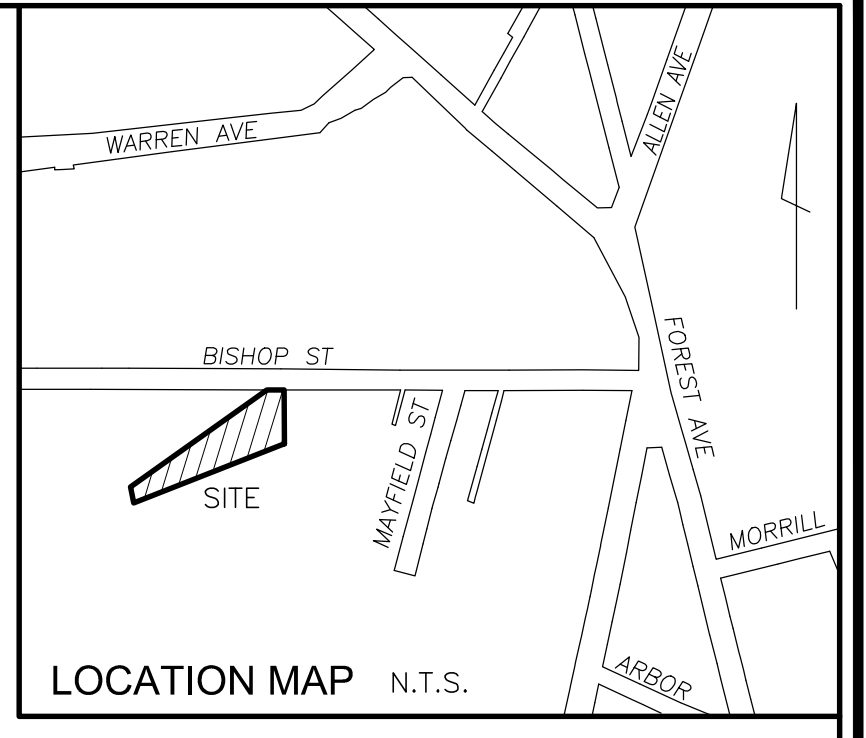 WARREN AVE
ALLEN AVE
BISHOP ST
FOREST AVE
MAYFIELD ST
SITE
MORRILL
ARBOR
LOCATION MAP N.T.S.